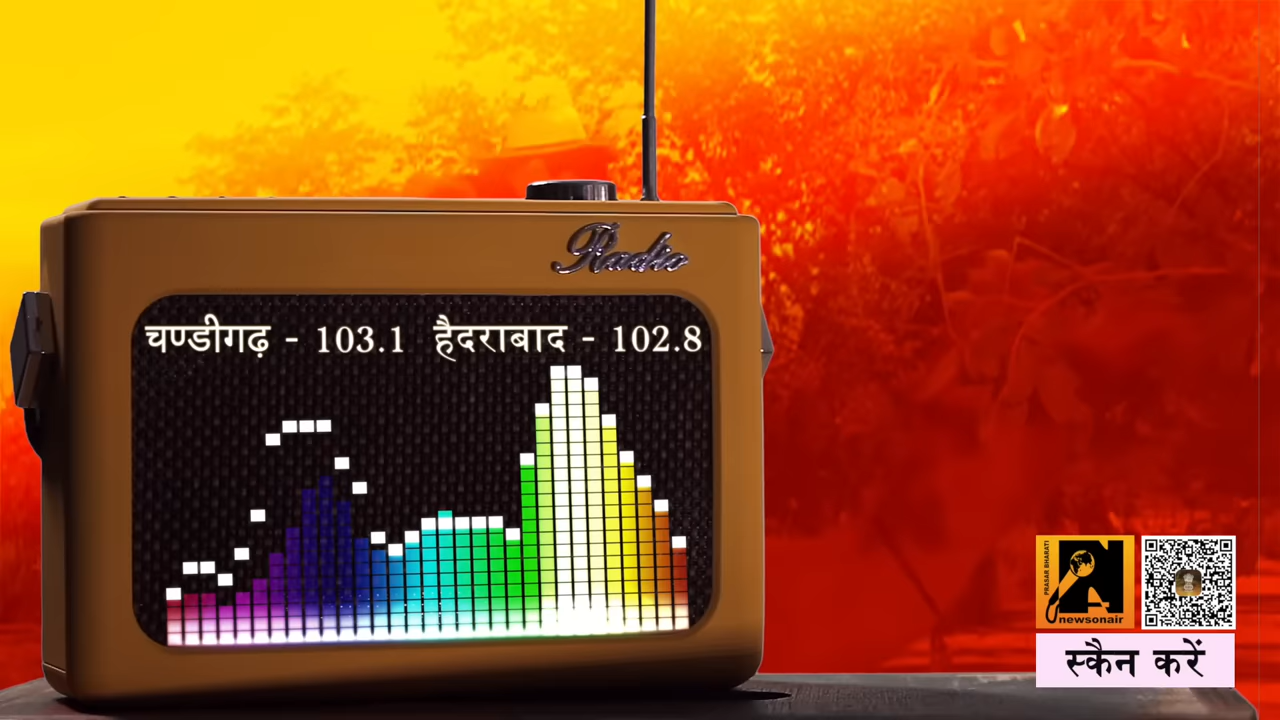 Radio
चण्डीगढ़ - 103.1 हैदराबाद - 102.8
PRASAR BHARATI
newsonair
स्कैन करें